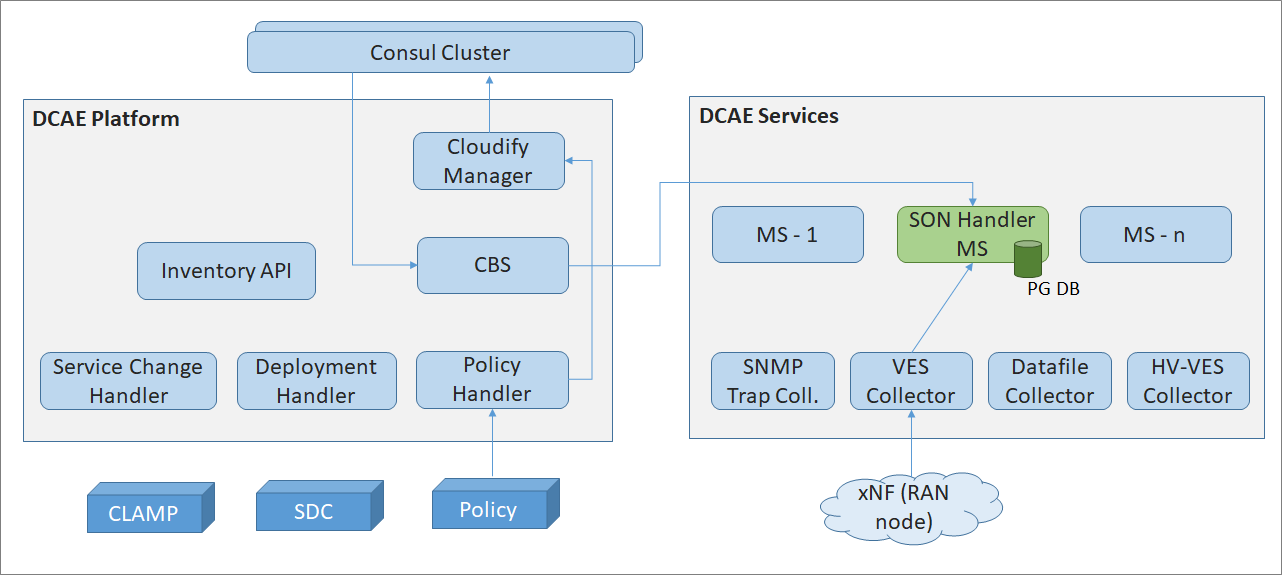 Consul Cluster
DCAE Platform
Cloudify
Manager
Inventory API
CBS
Service Change
Handler
Deployment
Handler
Policy
Handler
CLAMP
SDC
Policy
DCAE Services
MS - 1
SON Handler
MS
PG DB
MS - n
SNMP
Trap Coll.
VES
Collector
Datafile
Collector
HV-VES
Collector
xNF (RAN
node)